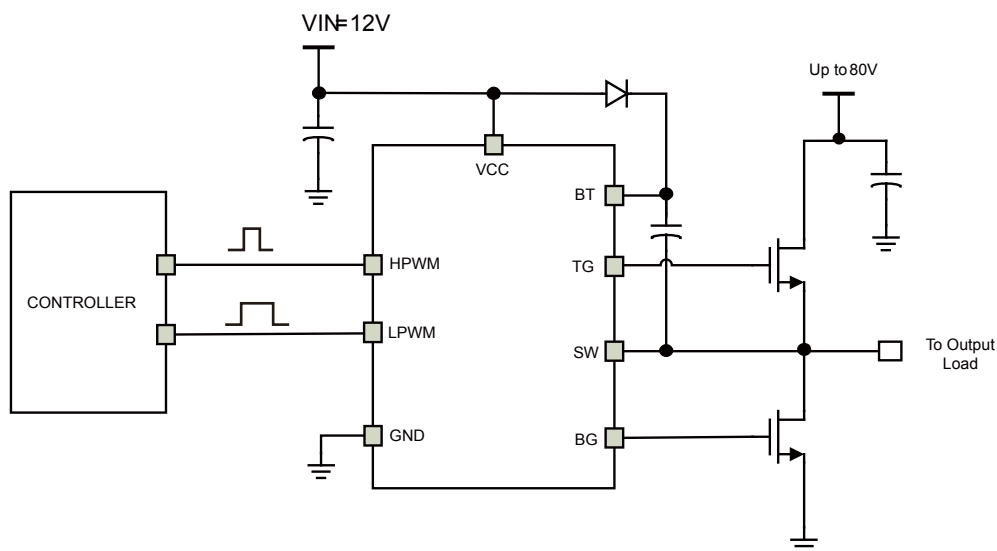 VIN=12V
Up to 80V
VCC
BT
HPWM
TG
CONTROLLER
LPWM
SW
To Output
Load
GND
BG